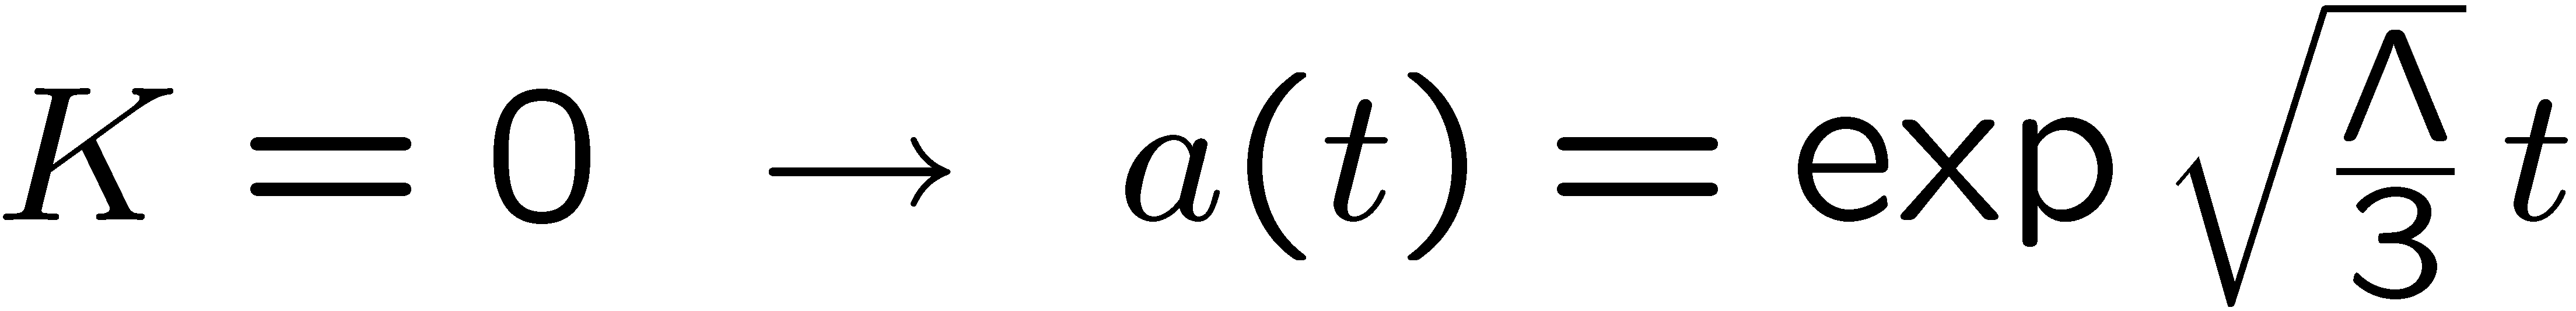 K = 0 → a(t) = exp √(Λ/3) t